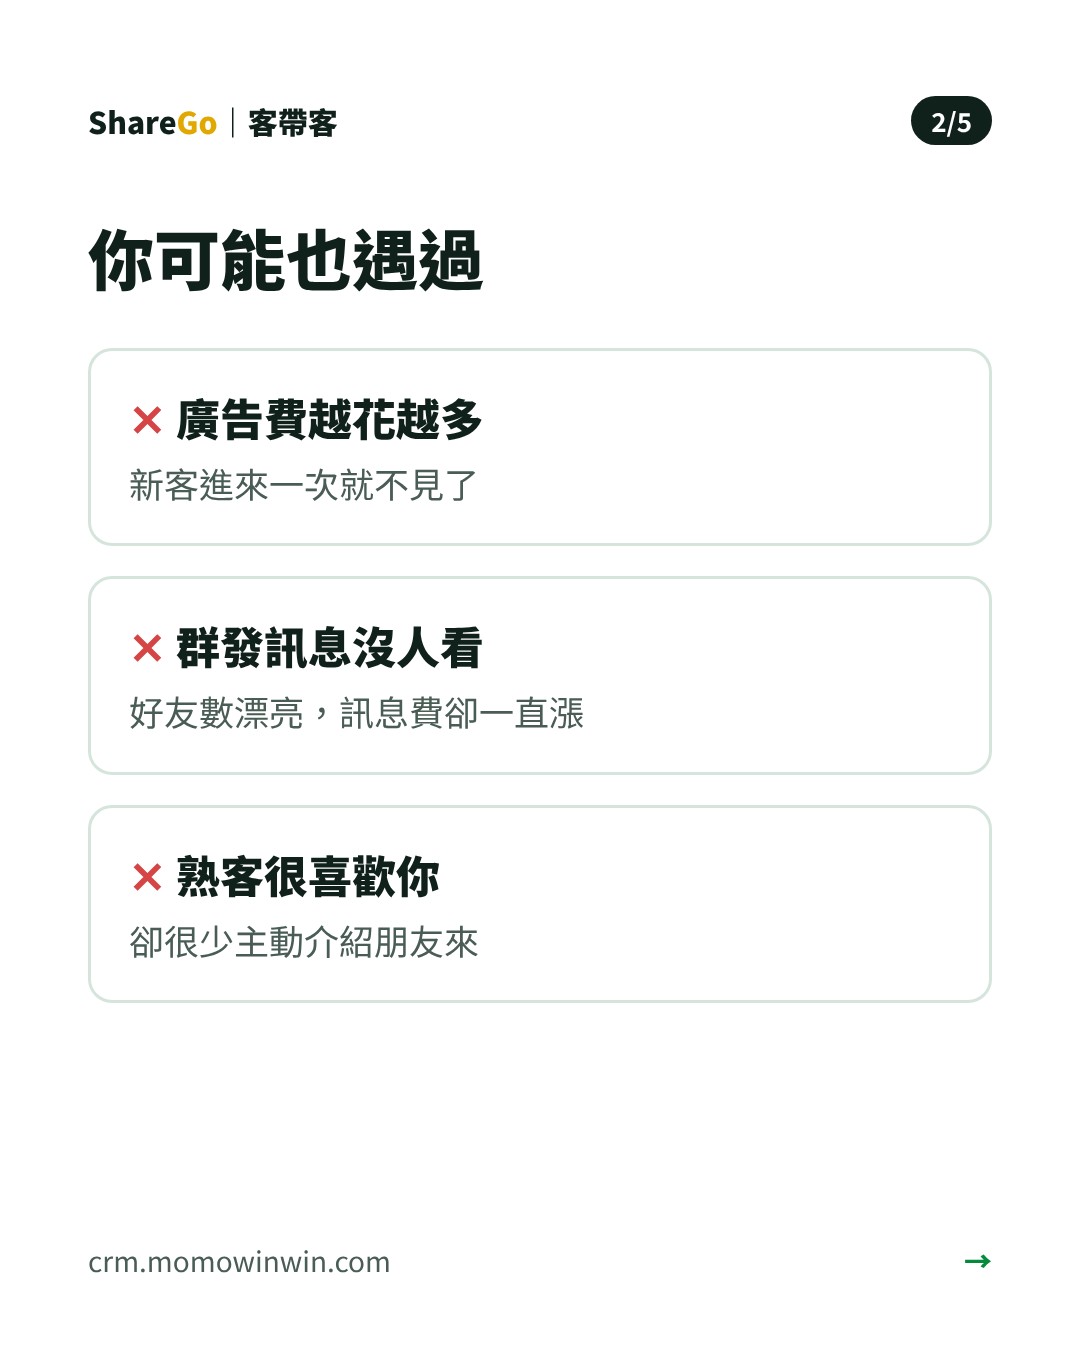 ShareGo｜客帶客
2/5
你可能也遇過
✕ 廣告費越花越多
新客進來一次就不見了
✕ 群發訊息沒人看
好友數漂亮，訊息費卻一直漲
✕ 熟客很喜歡你
卻很少主動介紹朋友來
crm.momowinwin.com
→